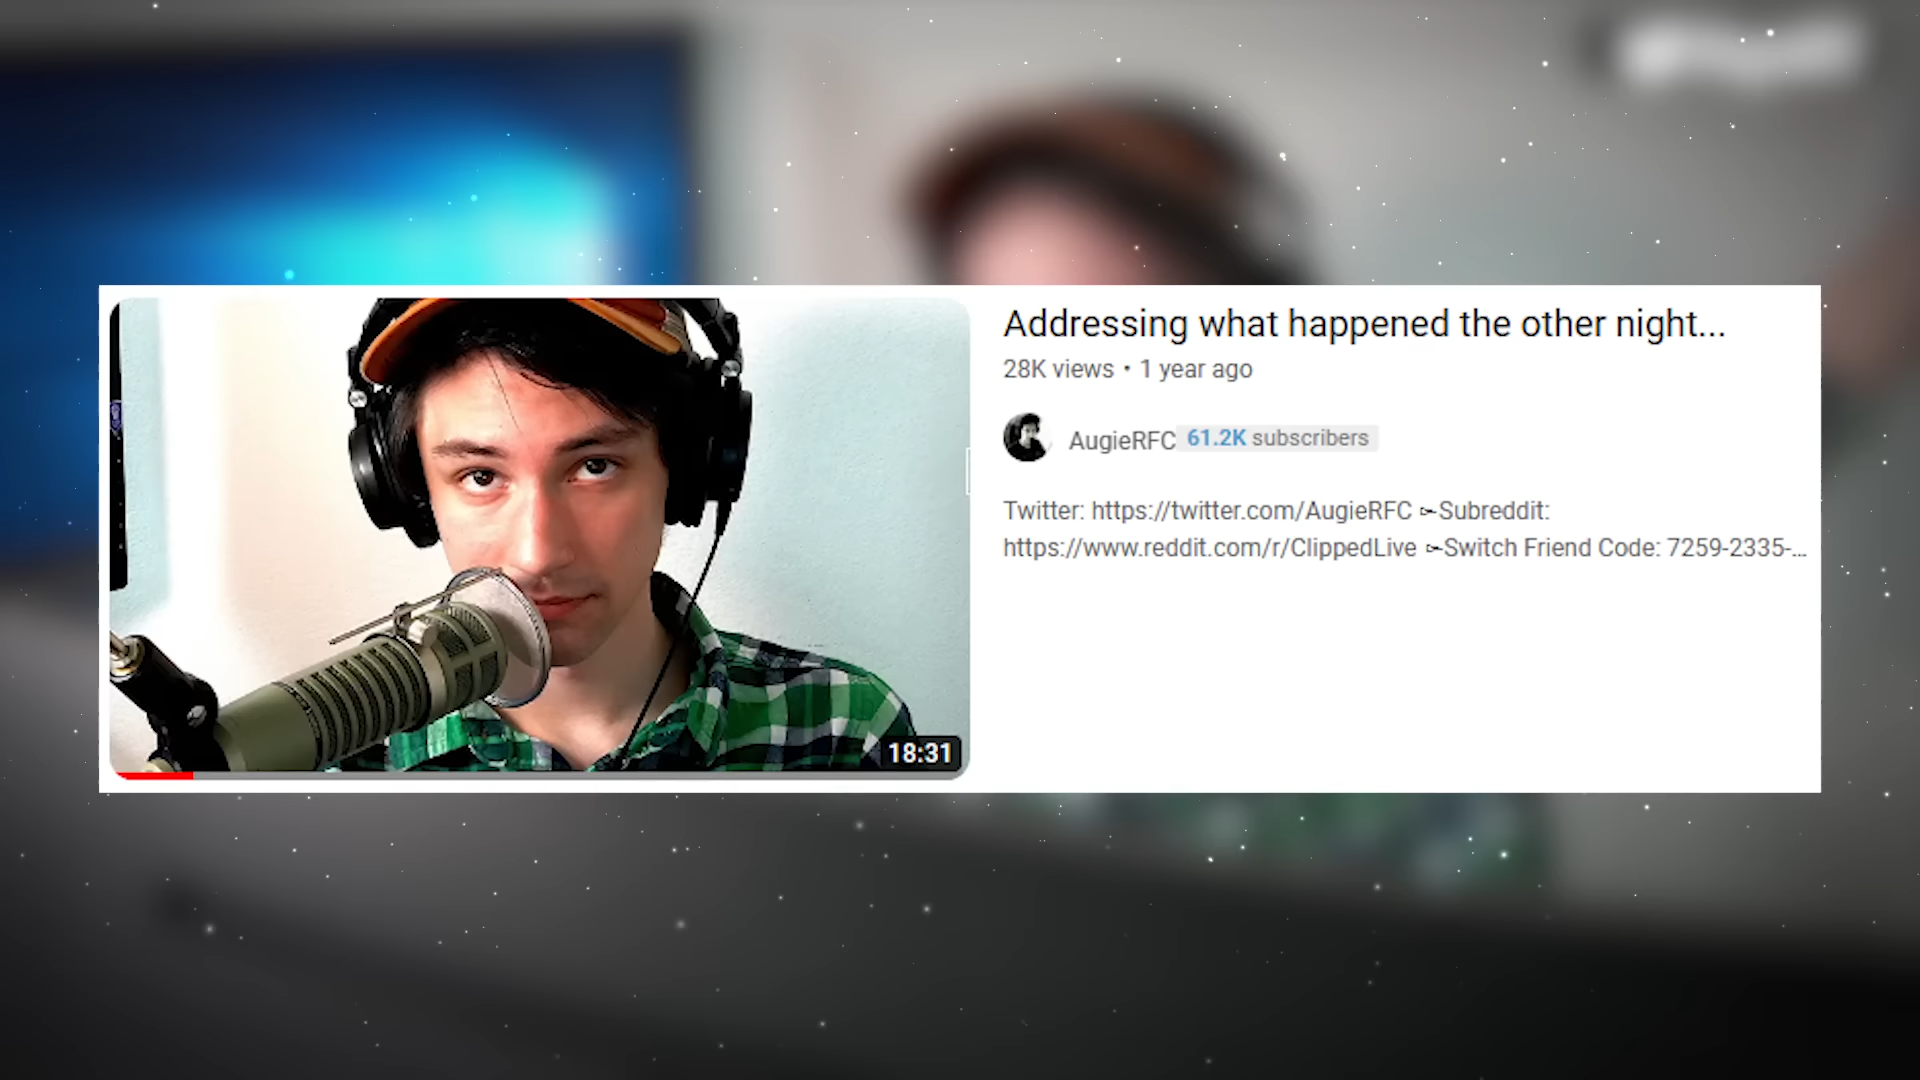 Addressing what happened the other night...
28K views • 1 year ago
AugieRFC 61.2K subscribers
Twitter: https://twitter.com/AugieRFC ➳Subreddit:
https://www.reddit.com/r/ClippedLive ➳Switch Friend Code: 7259-2335-...
18:31